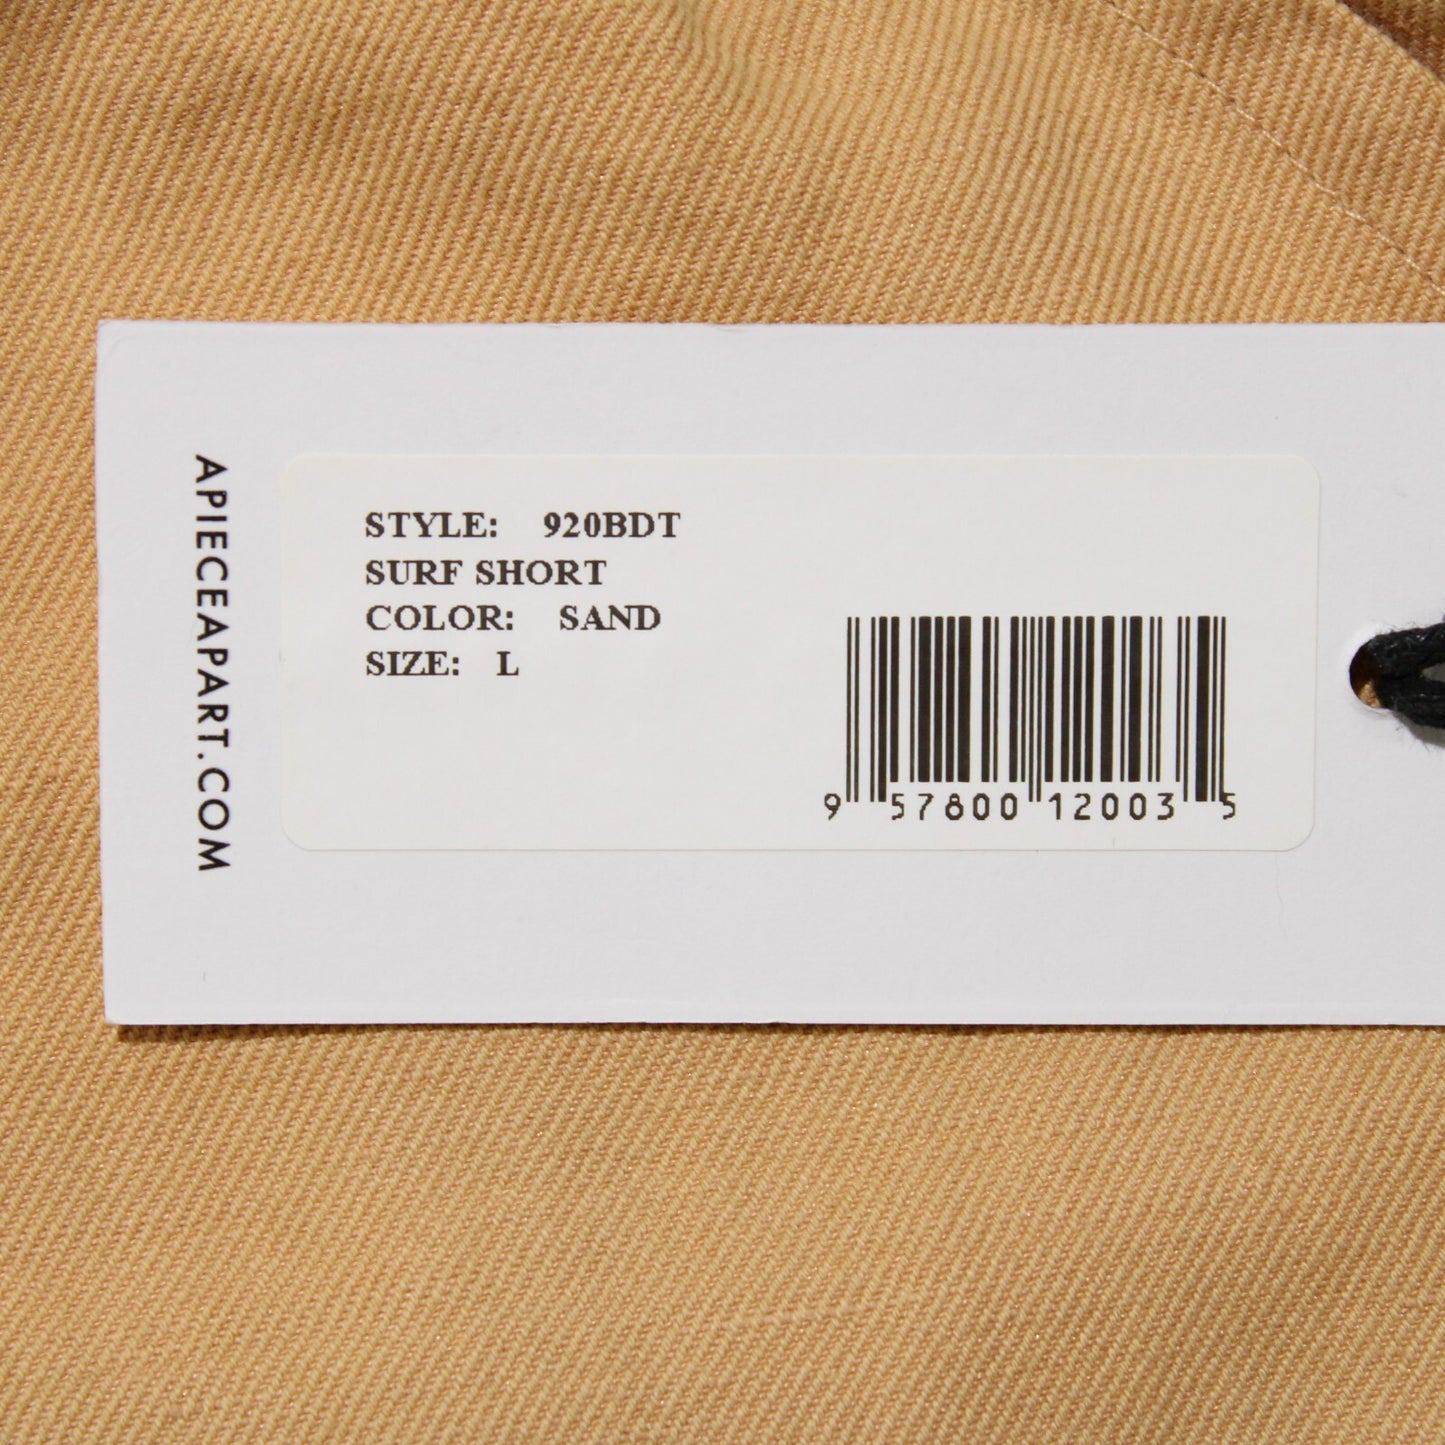 APIECEAPART.COM
STYLE: 920BDT
SURF SHORT
COLOR: SAND
SIZE: L
9 57800 12003 5